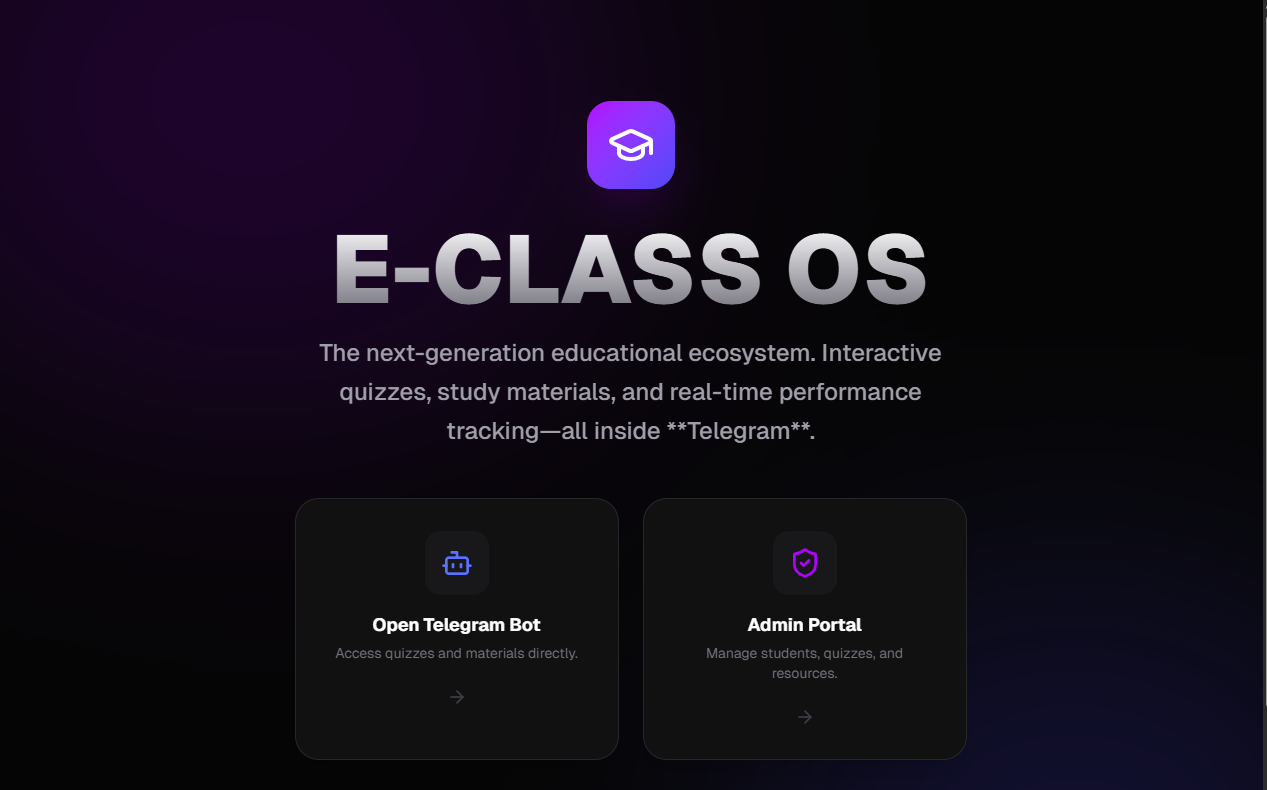 E-CLASS OS
The next-generation educational ecosystem. Interactive
quizzes, study materials, and real-time performance
tracking—all inside **Telegram**.
Open Telegram Bot
Access quizzes and materials directly.
Admin Portal
Manage students, quizzes, and
resources.